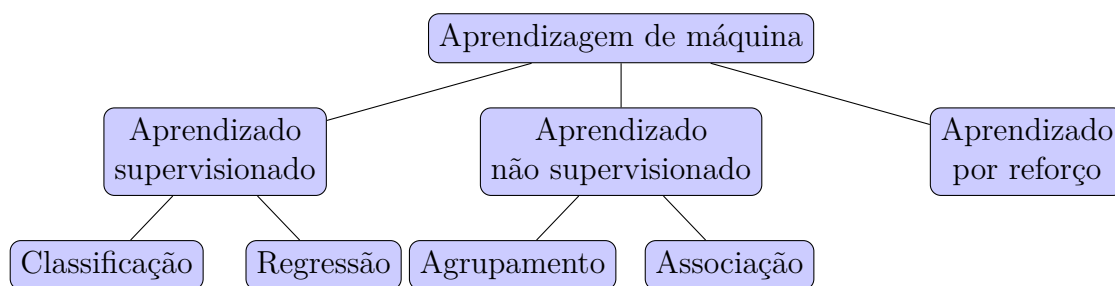 Aprendizagem de máquina
Aprendizado
supervisionado
Aprendizado
não supervisionado
Aprendizado
por reforço
Classificação
Regressão
Agrupamento
Associação